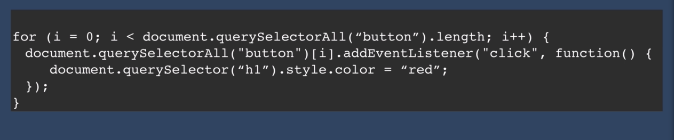 for (i = 0; i < document.querySelectorAll(“button”).length; i++) {
document.querySelectorAll("button")[i].addEventListener("click", function() {
document.querySelector(“h1”).style.color = “red”;
});
}